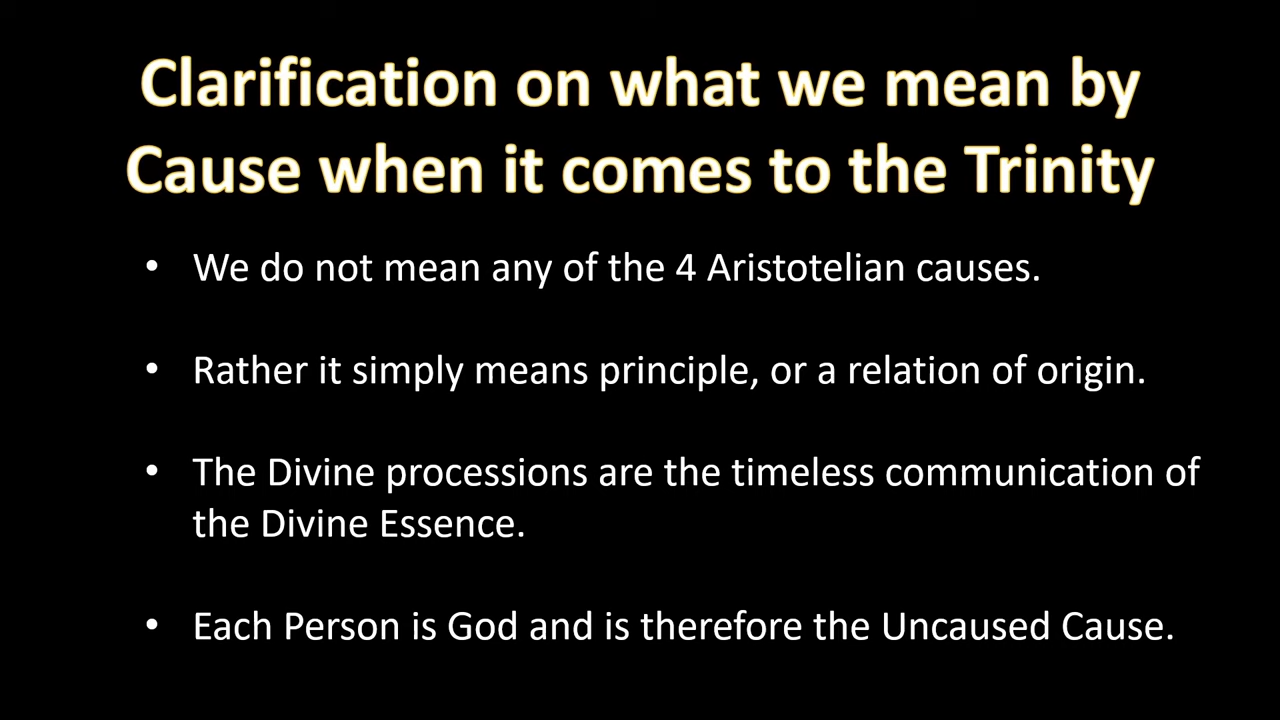 Clarification on what we mean by
Cause when it comes to the Trinity
• We do not mean any of the 4 Aristotelian causes.
• Rather it simply means principle, or a relation of origin.
• The Divine processions are the timeless communication of
the Divine Essence.
• Each Person is God and is therefore the Uncaused Cause.